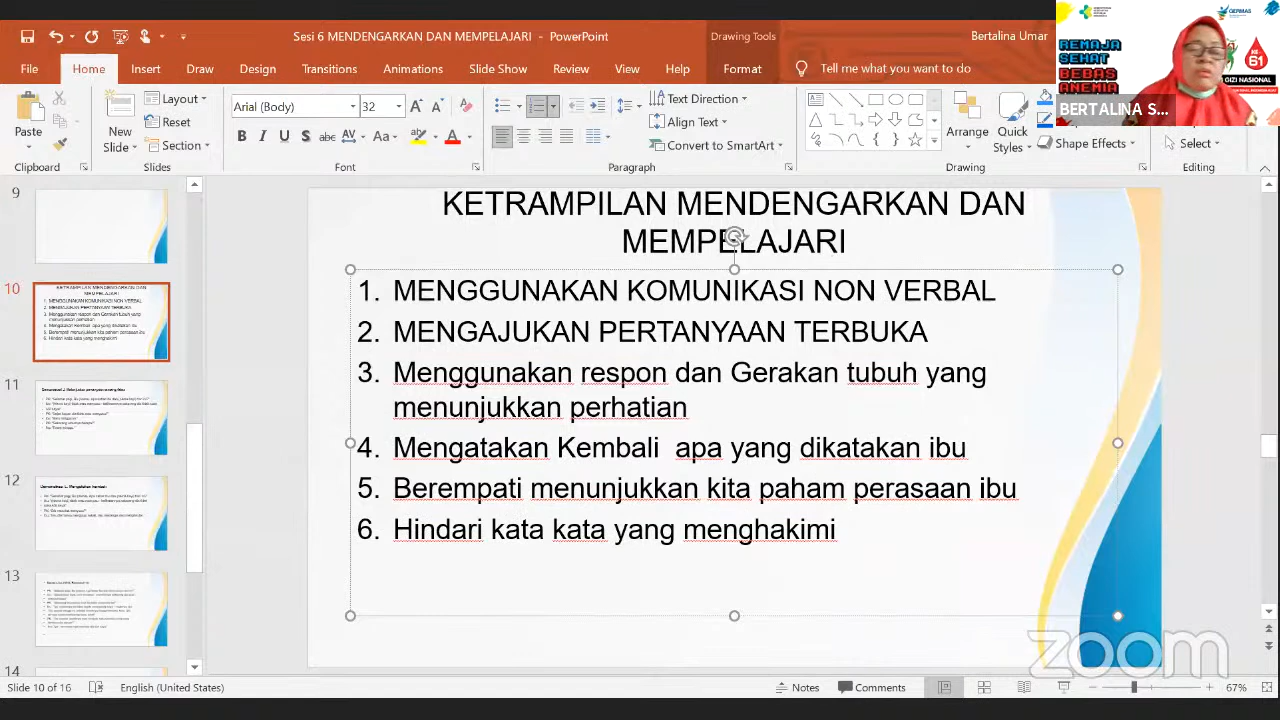 Sesi 6 MENDENGARKAN DAN MEMPELAJARI - PowerPoint
Drawing Tools
Bertalina Umar
File Home Insert Draw Design Transitions Animations Slide Show Review View Help Format Tell me what you want to do
REMAJA
SEHAT
BEBAS
ANEMIA
GERMAS
KE
61
GIZI NASIONAL
BERTALINA S...
Paste
Clipboard
New
Slide
Layout
Reset
Section
Slides
Arial (Body) 32
Font
Text Direction
Align Text
Convert to SmartArt
Paragraph
Arrange
Quick
Styles
Shape Effects
Drawing
Select
Editing
9
10
11
12
13
14
KETRAMPILAN MENDENGARKAN DAN
MEMPELAJARI
1. MENGGUNAKAN KOMUNIKASI NON VERBAL
2. MENGAJUKAN PERTANYAAN TERBUKA
3. Menggunakan respon dan Gerakan tubuh yang
menunjukkan perhatian
4. Mengatakan Kembali apa yang dikatakan ibu
5. Berempati menunjukkan kita paham perasaan ibu
6. Hindari kata kata yang menghakimi
zoom
Slide 10 of 16 English (United States) Notes Comments 67%